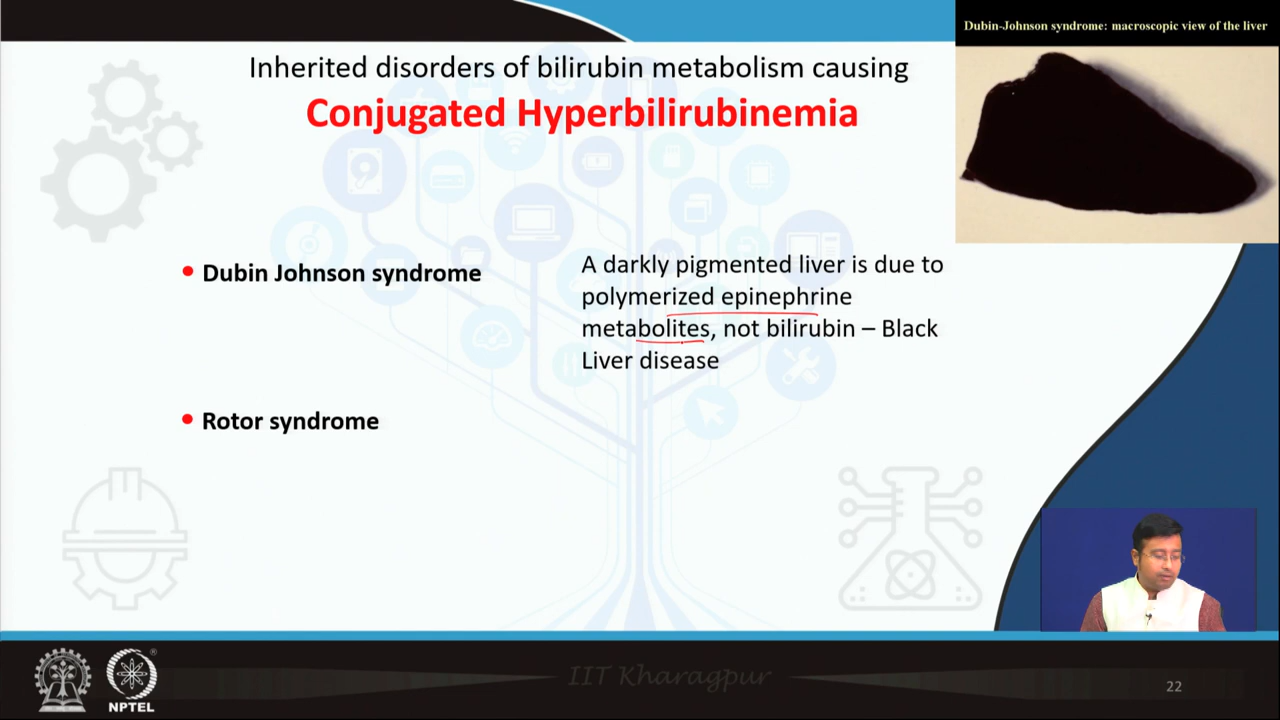 Dubin-Johnson syndrome: macroscopic view of the liver
Inherited disorders of bilirubin metabolism causing
Conjugated Hyperbilirubinemia
• Dubin Johnson syndrome
A darkly pigmented liver is due to
polymerized epinephrine
metabolites, not bilirubin – Black
Liver disease
• Rotor syndrome
IIT Kharagpur
NPTEL
®
22